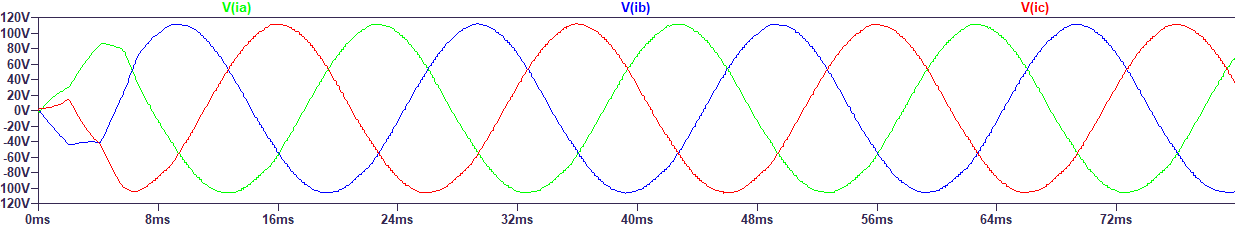 V(ia) V(ib) V(ic)
120V
100V
80V
60V
40V
20V
0V
-20V
-40V
-60V
-80V
100V
120V
0ms 8ms 16ms 24ms 32ms 40ms 48ms 56ms 64ms 72ms